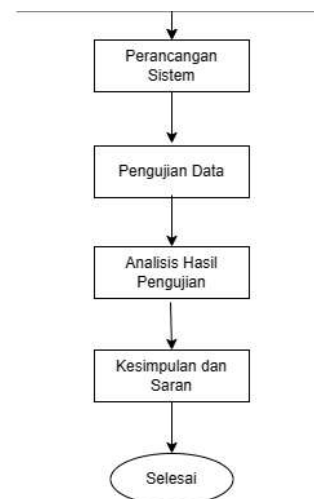 Perancangan
Sistem
Pengujian Data
Analisis Hasil
Pengujian
Kesimpulan dan
Saran
Selesai